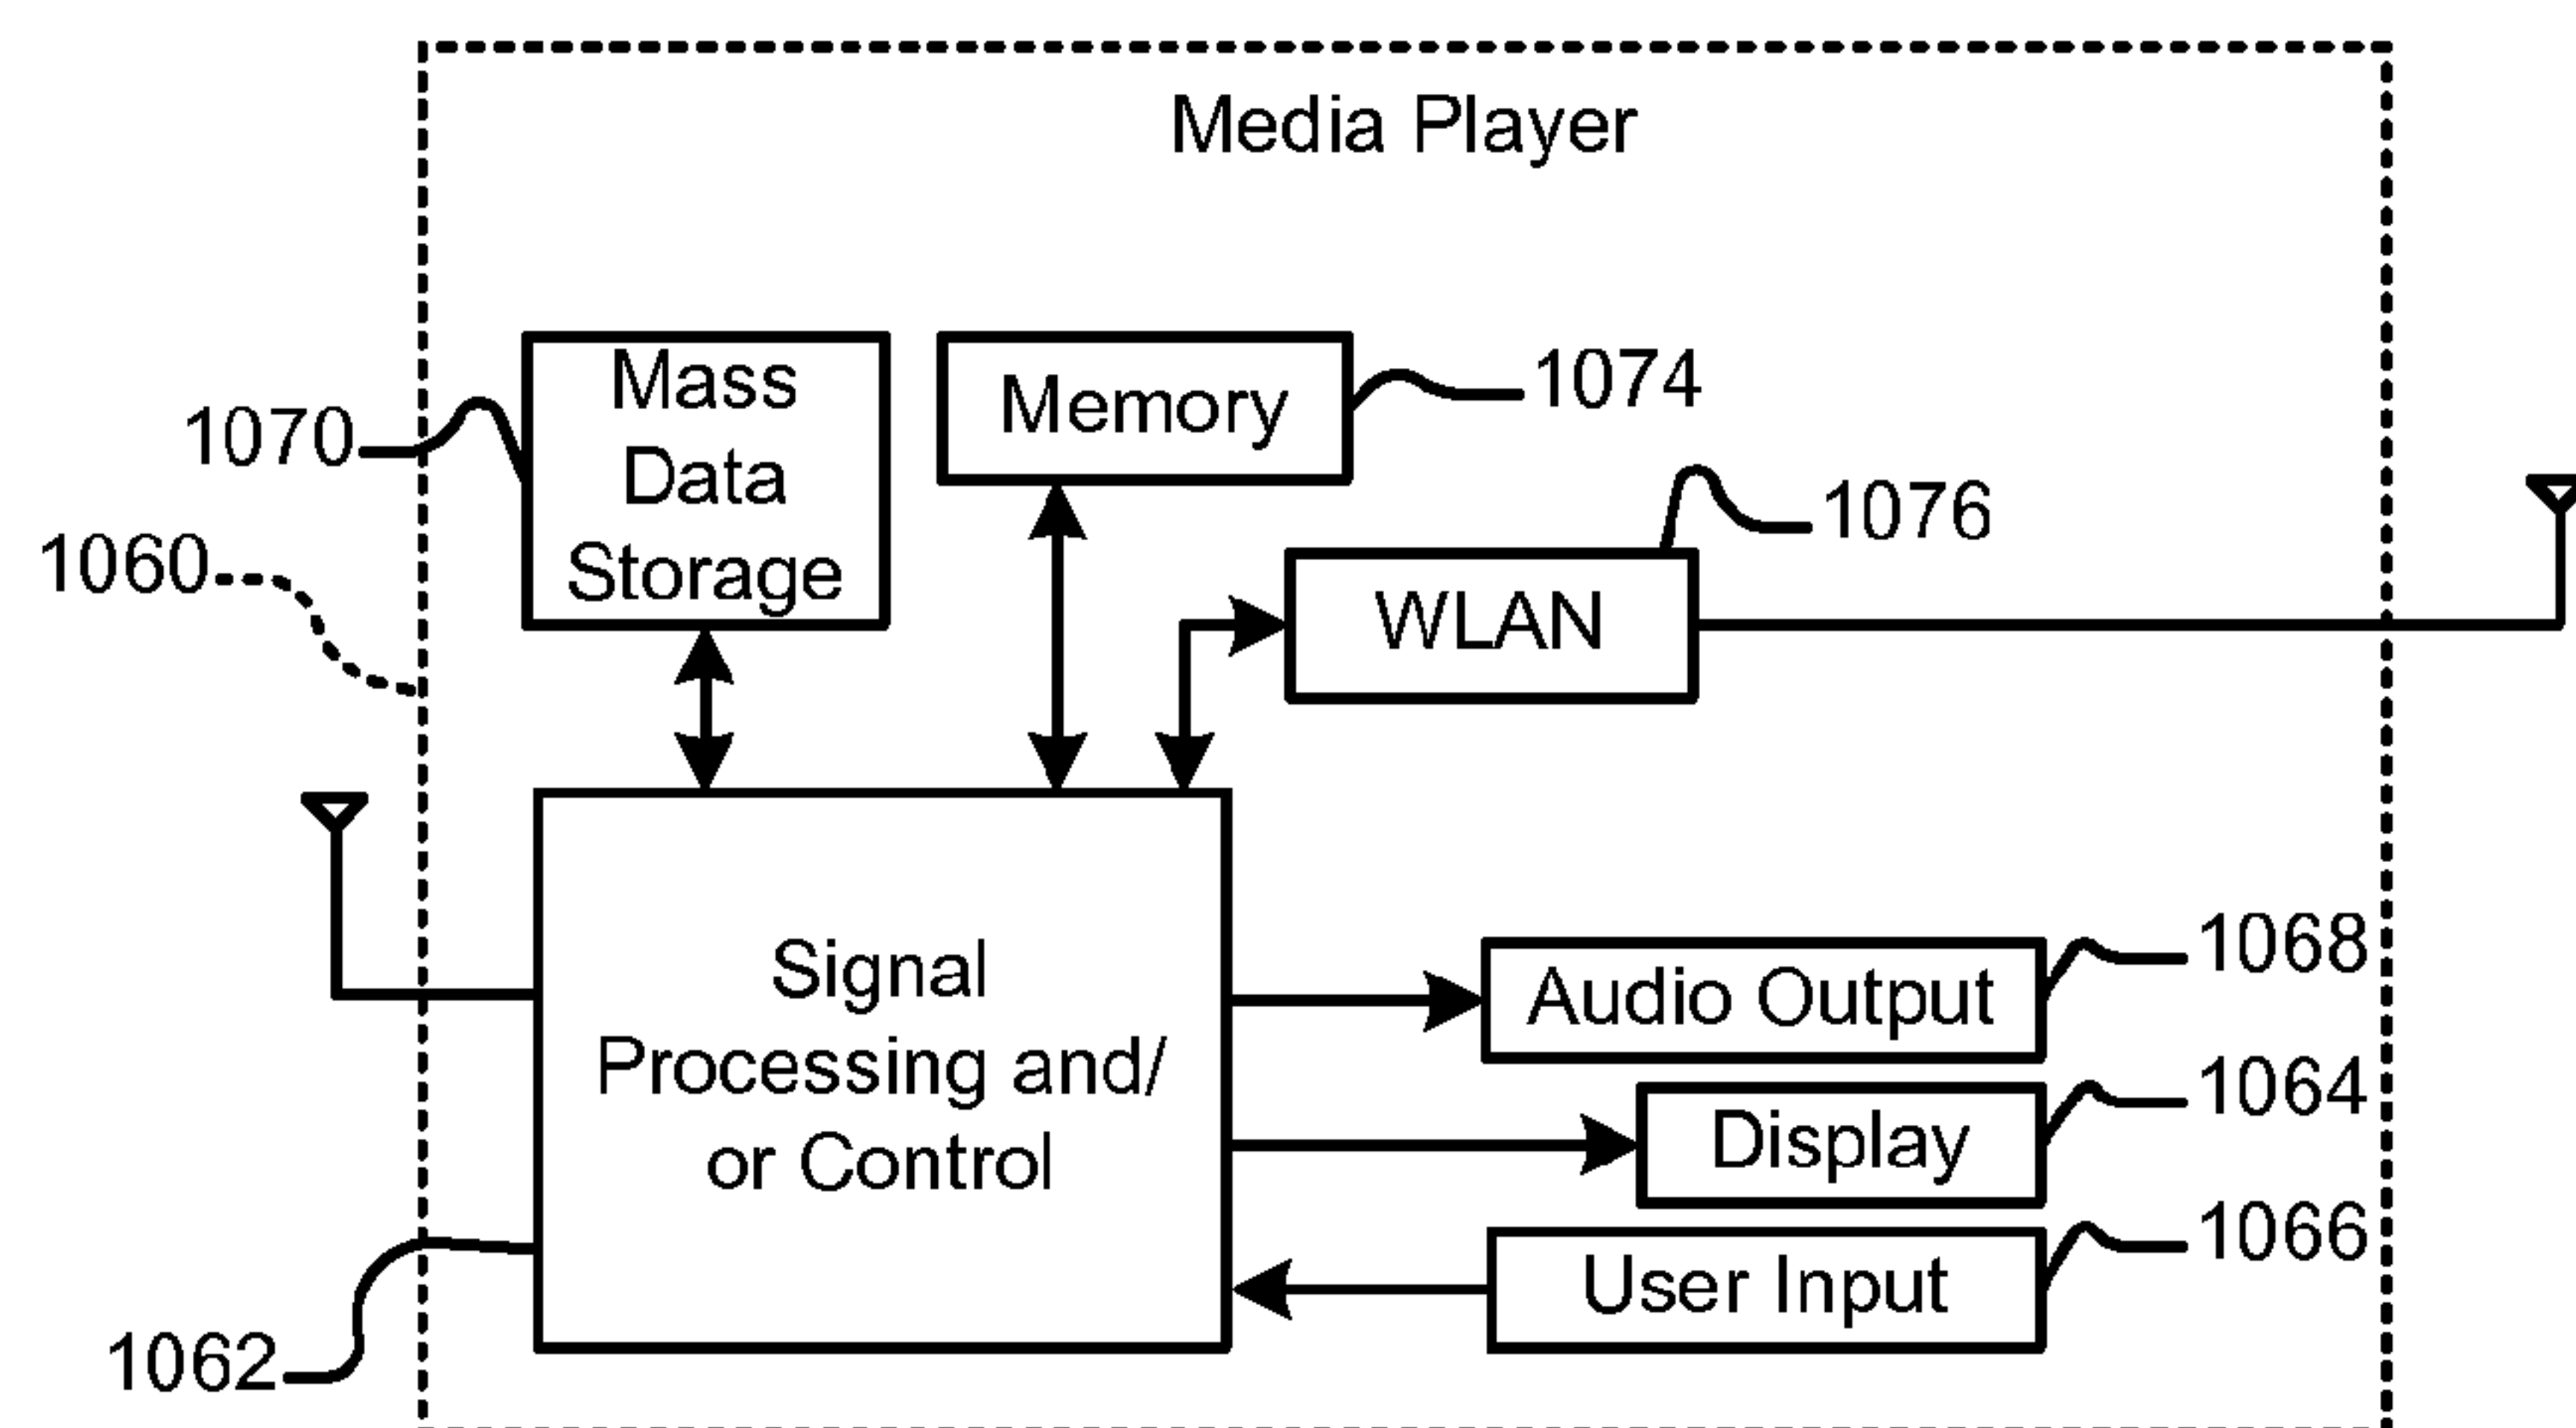 Media Player
Mass
Data
Storage
Memory
1074
1070
1076
1060
WLAN
Signal
Processing and/
or Control
1068
Audio Output
1064
Display
1066
User Input
1062